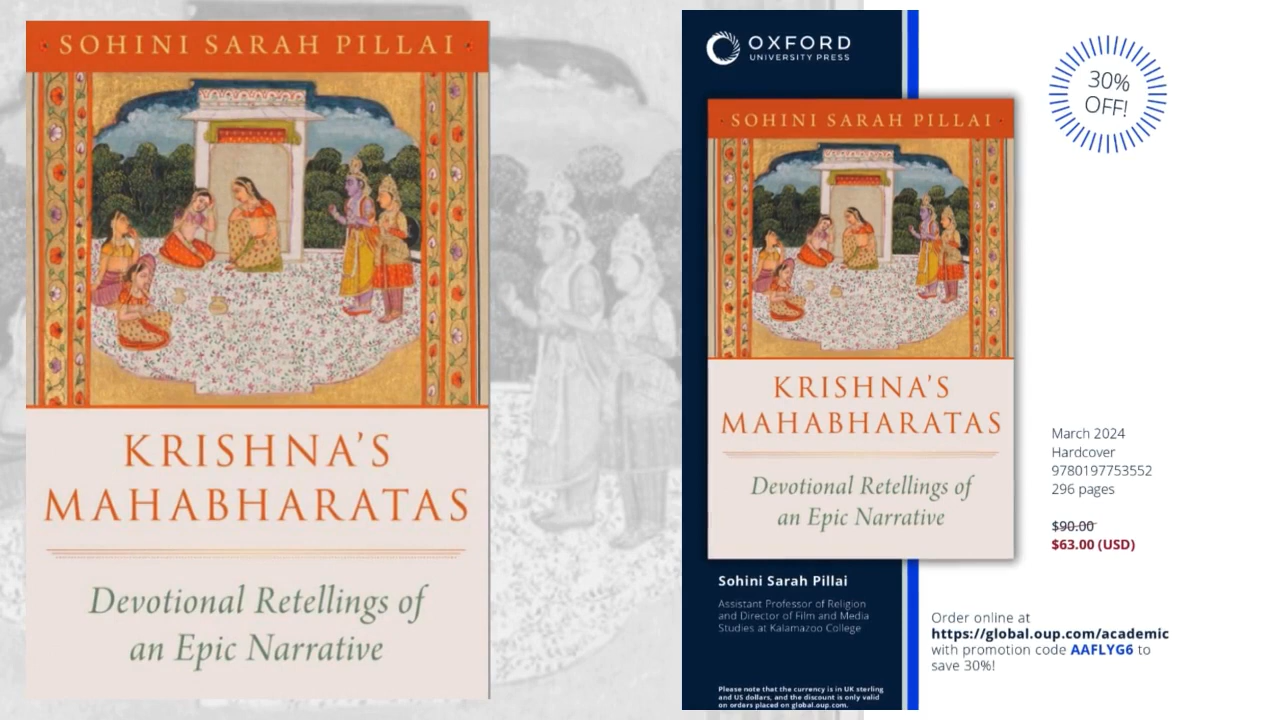 SOHINI SARAH PILLAI
KRISHNA'S
MAHABHARATAS
Devotional Retellings of
an Epic Narrative
OXFORD
UNIVERSITY PRESS
SOHINI SARAH PILLAI
KRISHNA'S
MAHABHARATAS
Devotional Retellings of
an Epic Narrative
Sohini Sarah Pillai
Assistant Professor of Religion
and Director of Film and Media
Studies at Kalamazoo College
Please note that the currency is in UK sterling
and US dollars, and the discount is only valid
on orders placed on global.oup.com.
30%
OFF!
March 2024
Hardcover
9780197753552
296 pages
$90.00
$63.00 (USD)
Order online at
https://global.oup.com/academic
with promotion code AAFLYG6 to
save 30%!